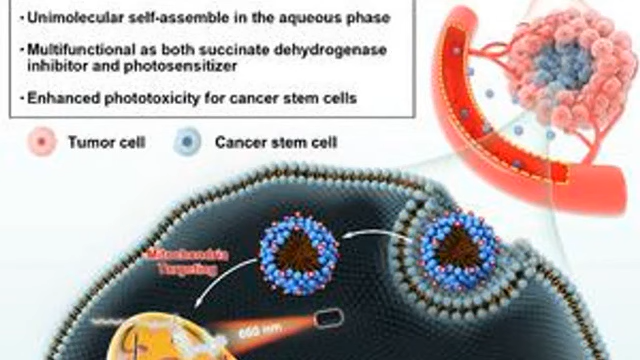 · Unimolecular self-assemble in the aqueous phase
· Multifunctional as both succinate dehydrogenase
inhibitor and photosensitizer
· Enhanced phototoxicity for cancer stem cells
Tumor cell
Cancer stem cell
Mitochondria
Targeting
660 nm